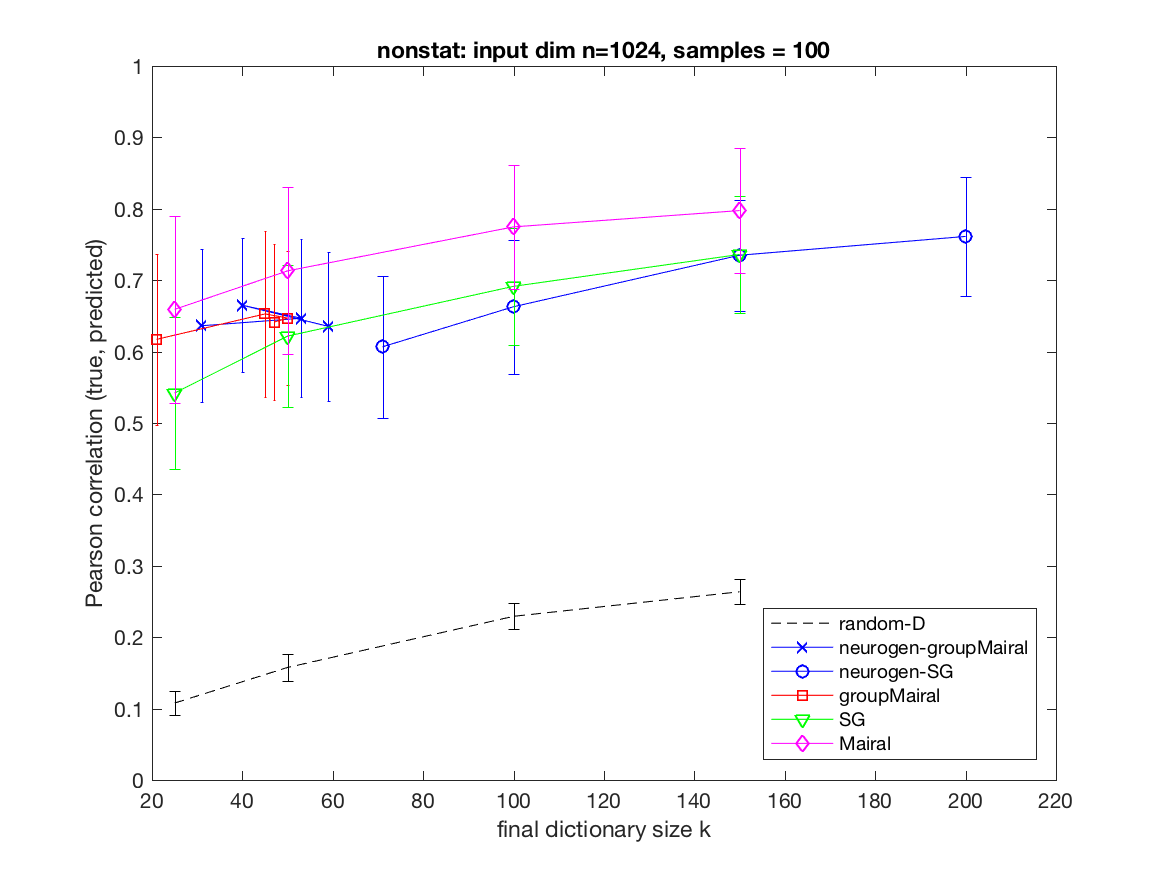 nonstat: input dim n=1024, samples = 100
1
0.9
0.8
0.7
0.6
0.5
0.4
0.3
0.2
0.1
0
Pearson correlation (true, predicted)
20 40 60 80 100 120 140 160 180 200 220
final dictionary size k
random-D
neurogen-groupMairal
neurogen-SG
groupMairal
SG
Mairal